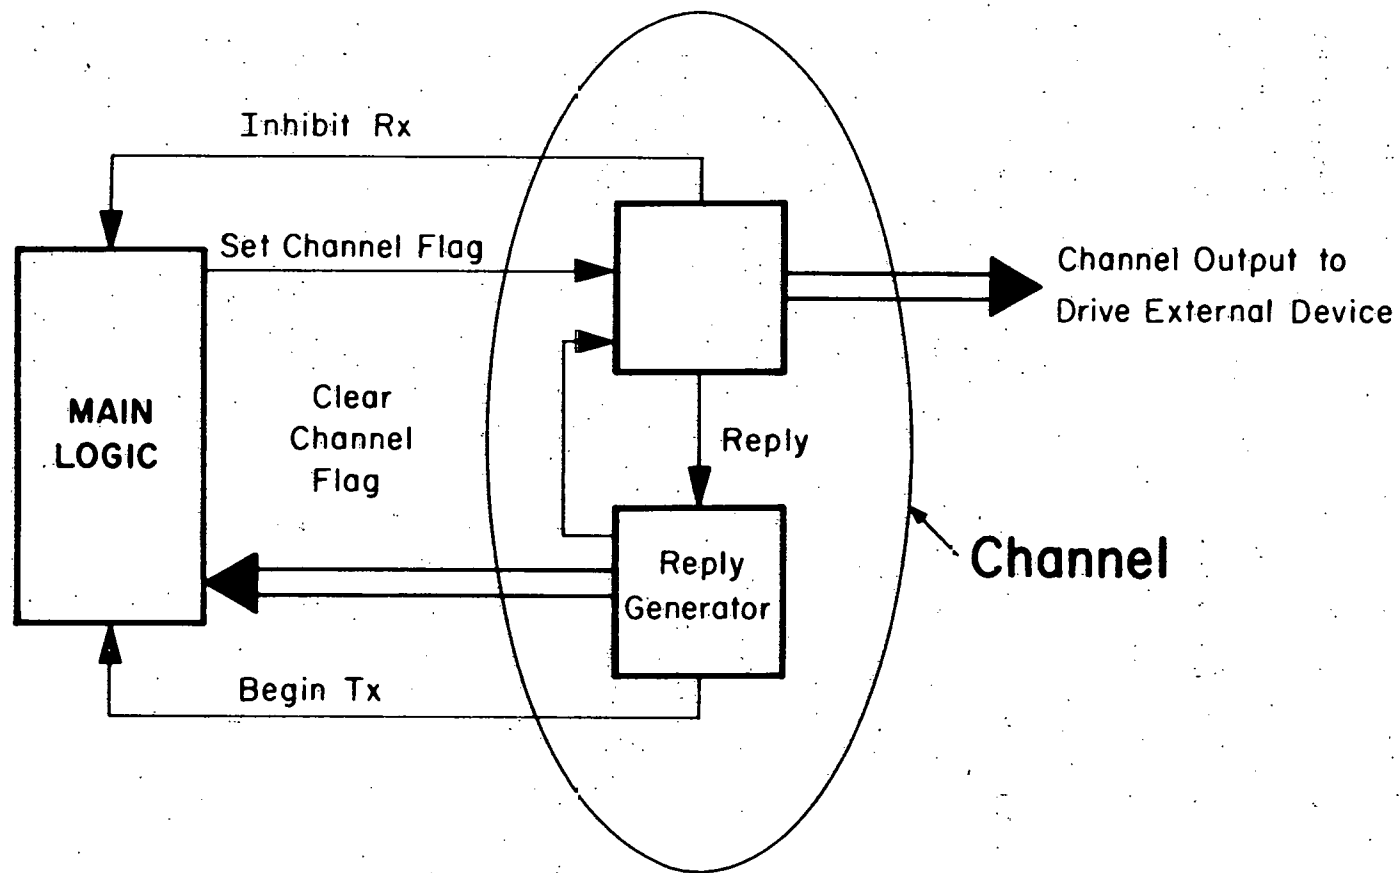 Inhibit Rx
Set Channel Flag
Channel Output to
Drive External Device
MAIN
LOGIC
Clear
Channel
Flag
Reply
Reply
Generator
Channel
Begin Tx